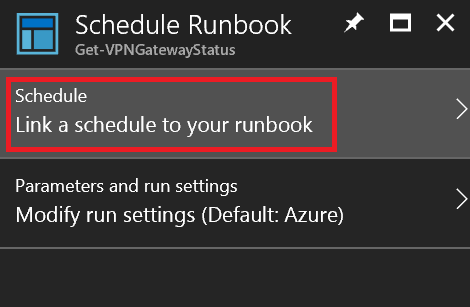 Schedule Runbook
Get-VPNGatewayStatus
Schedule
Link a schedule to your runbook
Parameters and run settings
Modify run settings (Default: Azure)